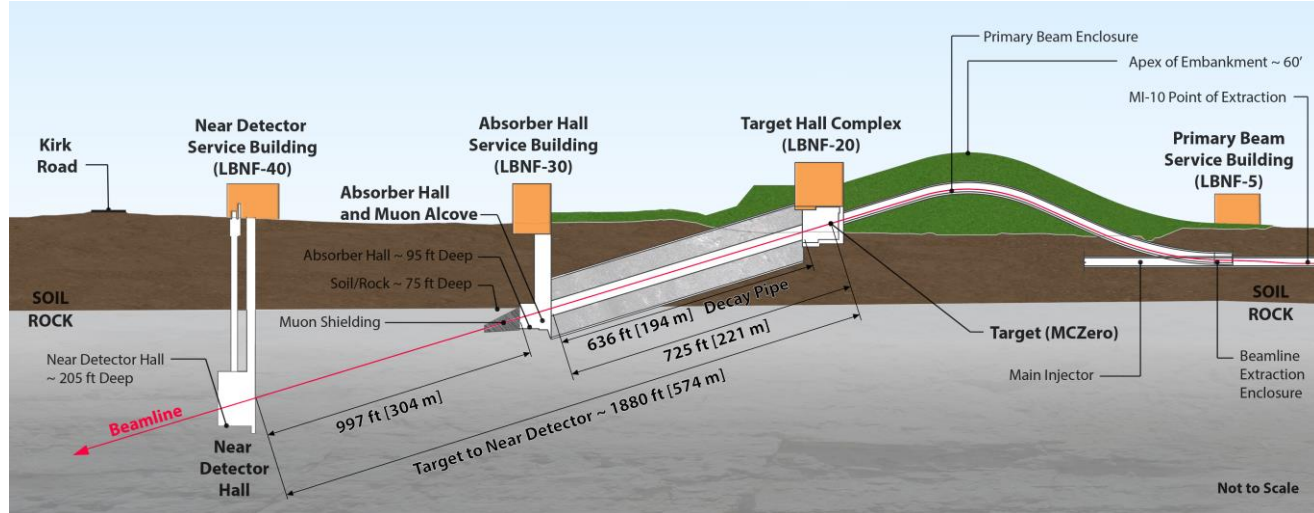 Primary Beam Enclosure
Apex of Embankment ~ 60'
MI-10 Point of Extraction
Kirk
Road
Near Detector
Service Building
(LBNF-40)
Absorber Hall
Service Building
(LBNF-30)
Target Hall Complex
(LBNF-20)
Primary Beam
Service Building
(LBNF-5)
Absorber Hall
and Muon Alcove
Absorber Hall ~ 95 ft Deep
Soil/Rock ~ 75 ft Deep
SOIL
ROCK
Muon Shielding
Near Detector Hall
~ 205 ft Deep
Beamline
Near
Detector
Hall
997 ft [304 m]
636 ft [194 m] Decay Pipe
725 ft [221 m]
Target to Near Detector ~ 1880 ft [574 m]
Target (MCZero)
Main Injector
Beamline
Extraction
Enclosure
SOIL
ROCK
Not to Scale